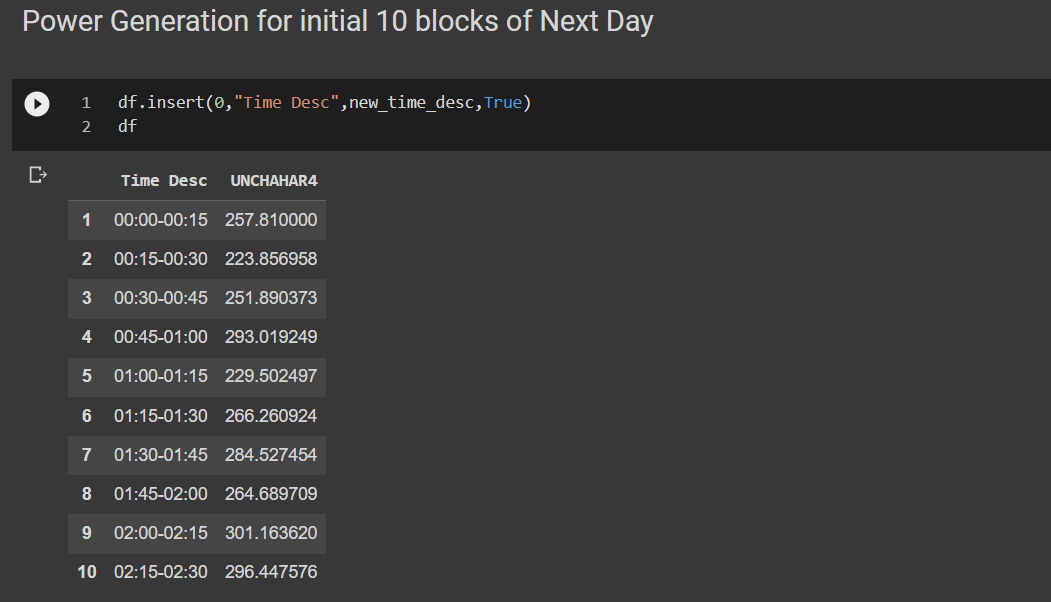 Power Generation for initial 10 blocks of Next Day
1 df.insert(0,"Time Desc",new_time_desc,True)
2 df
Time Desc UNCHAHAR4
1 00:00-00:15 257.810000
2 00:15-00:30 223.856958
3 00:30-00:45 251.890373
4 00:45-01:00 293.019249
5 01:00-01:15 229.502497
6 01:15-01:30 266.260924
7 01:30-01:45 284.527454
8 01:45-02:00 264.689709
9 02:00-02:15 301.163620
10 02:15-02:30 296.447576